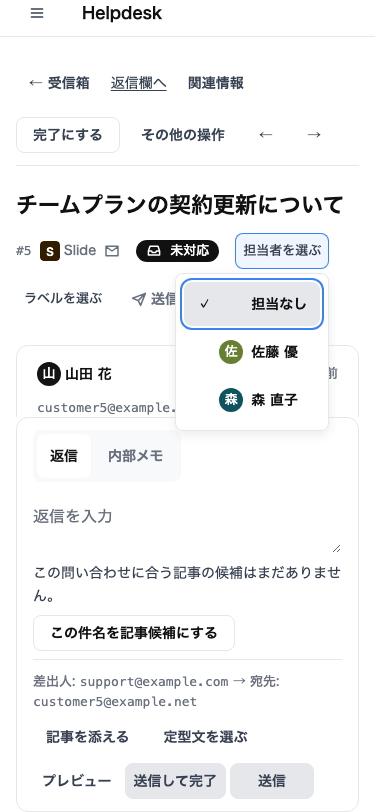 Helpdesk
← 受信箱 返信欄へ 関連情報
完了にする その他の操作 ← →
チームプランの契約更新について
#5 S Slide 未対応 担当者を選ぶ
ラベルを選ぶ 送信
✓ 担当なし
佐 佐藤 優
森 森 直子
山 山田 花 前
customer5@example.
返信 内部メモ
返信を入力
この問い合わせに合う記事の候補はまだありませ
ん。
この件名を記事候補にする
差出人: support@example.com → 宛先:
customer5@example.net
記事を添える 定型文を選ぶ
プレビュー 送信して完了 送信